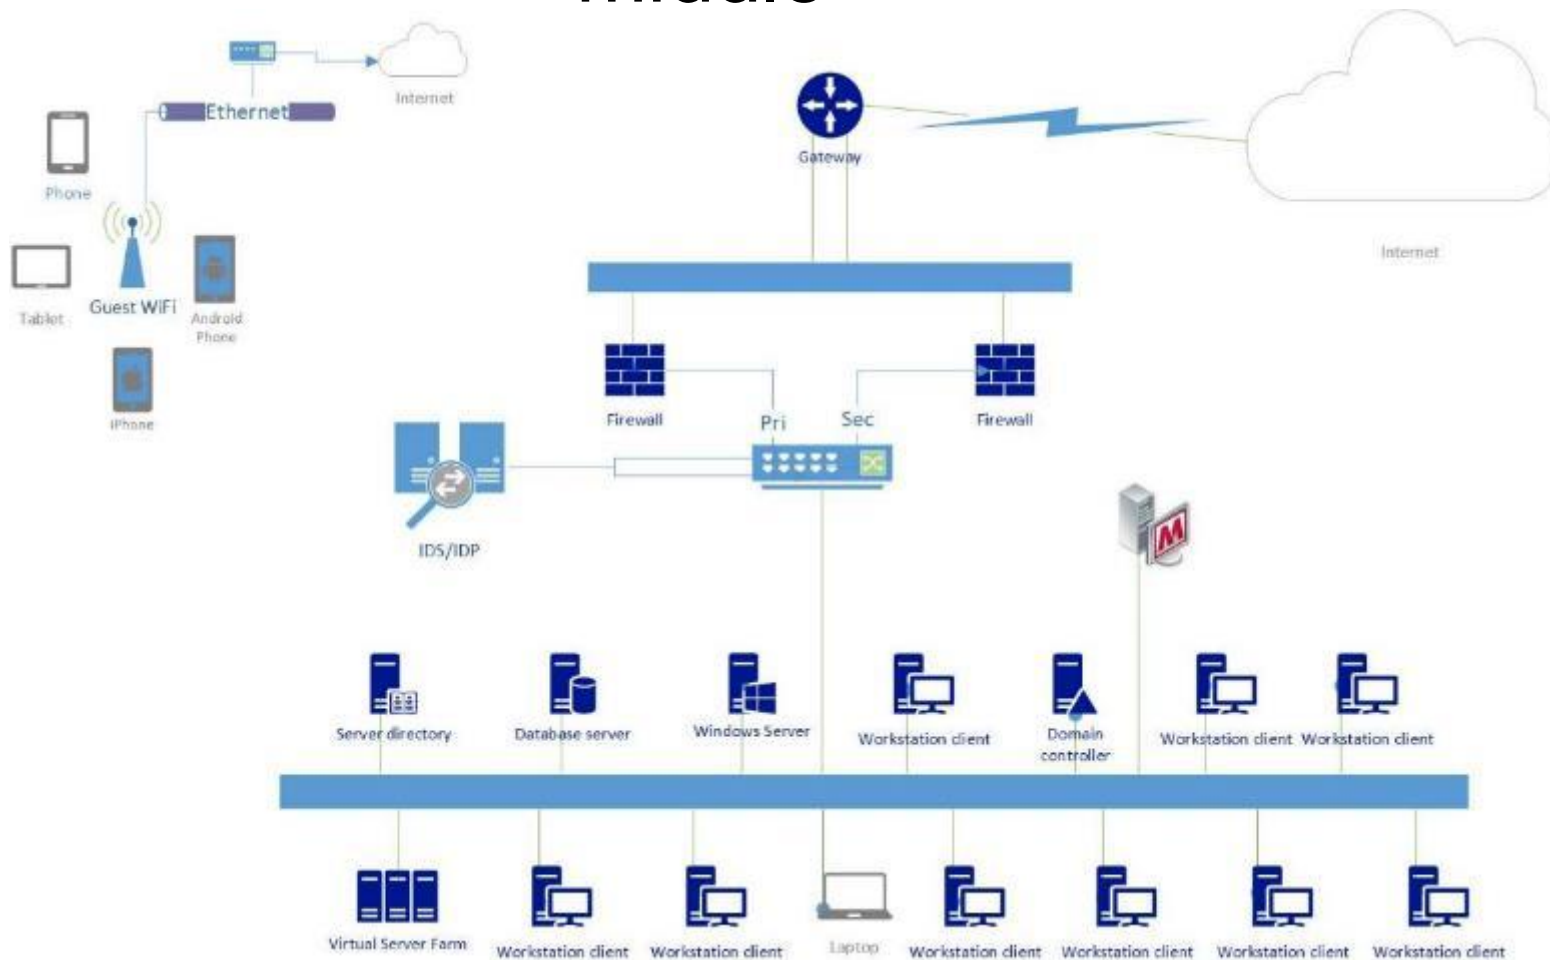 Internet
Ethernet
Phone
Gateway
Internet
Guest WiFi
Tablet
Android
Phone
iPhone
Firewall
Pri
Sec
Firewall
IDS/IDP
M
Server directory
Database server
Windows Server
Workstation client
Domain
controller
Workstation client
Workstation client
Virtual Server Farm
Workstation client
Workstation client
Laptop
Workstation client
Workstation client
Workstation client
Workstation client